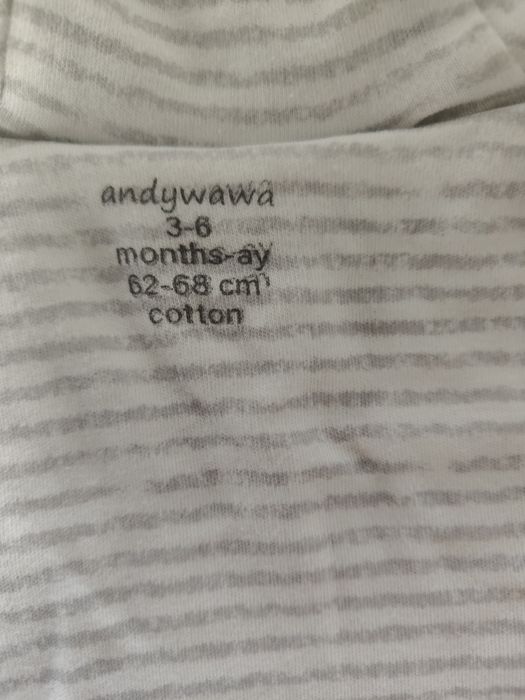 andywawa
3-6
months-ay
62-68 cm
cotton